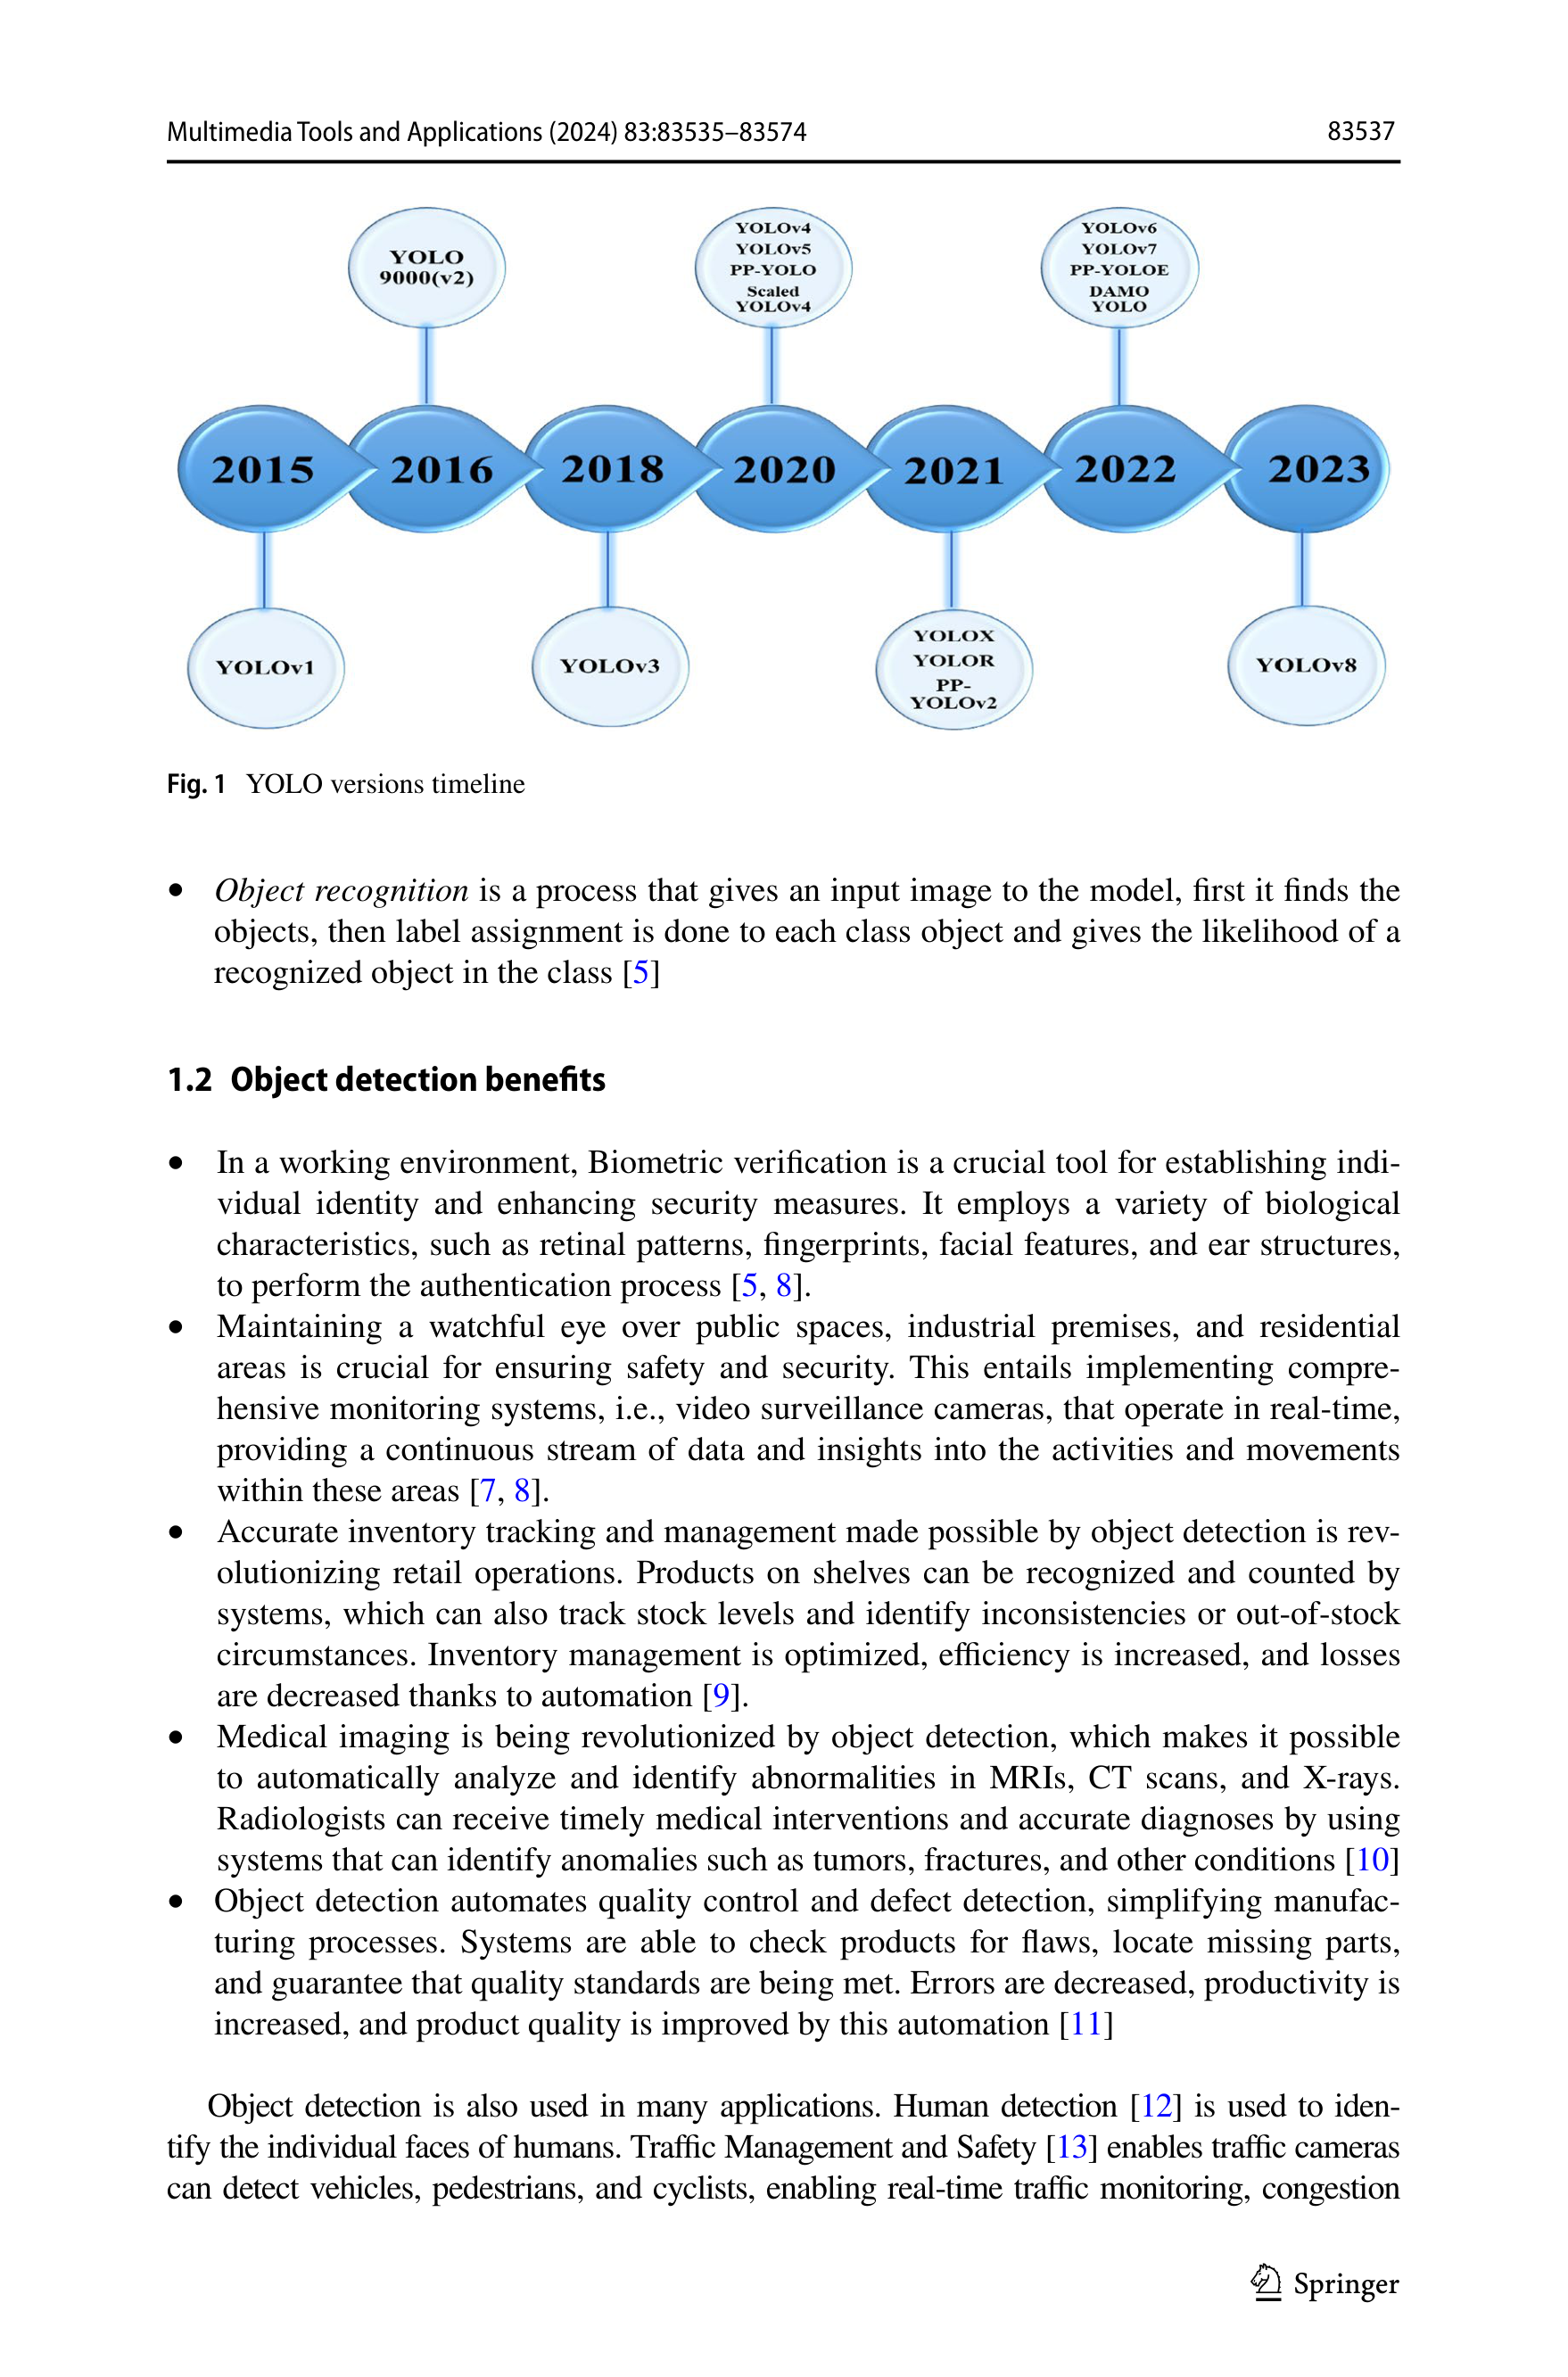 Multimedia Tools and Applications (2024) 83:83535–83574 83537
YOLO
9000(v2)
YOLOv4
YOLOv5
PP-YOLO
Scaled
YOLOv4
YOLOv6
YOLOv7
PP-YOLOE
DAMO
YOLO
2015 2016 2018 2020 2021 2022 2023
YOLOv1
YOLOv3
YOLOX
YOLOR
PP-
YOLOv2
YOLOv8
Fig. 1 YOLO versions timeline
• Object recognition is a process that gives an input image to the model, first it finds the
objects, then label assignment is done to each class object and gives the likelihood of a
recognized object in the class [5]
1.2 Object detection benefits
• In a working environment, Biometric verification is a crucial tool for establishing indi-
vidual identity and enhancing security measures. It employs a variety of biological
characteristics, such as retinal patterns, fingerprints, facial features, and ear structures,
to perform the authentication process [5, 8].
• Maintaining a watchful eye over public spaces, industrial premises, and residential
areas is crucial for ensuring safety and security. This entails implementing compre-
hensive monitoring systems, i.e., video surveillance cameras, that operate in real-time,
providing a continuous stream of data and insights into the activities and movements
within these areas [7, 8].
• Accurate inventory tracking and management made possible by object detection is rev-
olutionizing retail operations. Products on shelves can be recognized and counted by
systems, which can also track stock levels and identify inconsistencies or out-of-stock
circumstances. Inventory management is optimized, efficiency is increased, and losses
are decreased thanks to automation [9].
• Medical imaging is being revolutionized by object detection, which makes it possible
to automatically analyze and identify abnormalities in MRIs, CT scans, and X-rays.
Radiologists can receive timely medical interventions and accurate diagnoses by using
systems that can identify anomalies such as tumors, fractures, and other conditions [10]
• Object detection automates quality control and defect detection, simplifying manufac-
turing processes. Systems are able to check products for flaws, locate missing parts,
and guarantee that quality standards are being met. Errors are decreased, productivity is
increased, and product quality is improved by this automation [11]
Object detection is also used in many applications. Human detection [12] is used to iden-
tify the individual faces of humans. Traffic Management and Safety [13] enables traffic cameras
can detect vehicles, pedestrians, and cyclists, enabling real-time traffic monitoring, congestion
Springer